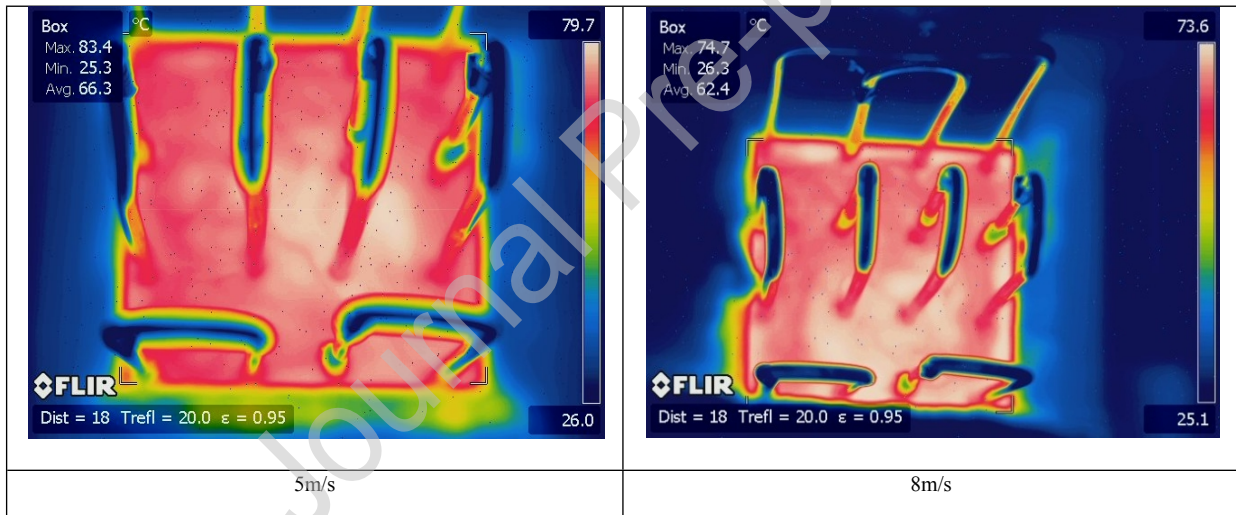 Box
°C
Max. 83.4
Min. 25.3
Avg. 66.3
79.7
FLIR
Dist = 18 Trefl = 20.0 ε = 0.95
26.0
5m/s
Box
°C
Max. 74.7
Min. 26.3
Avg. 62.4
73.6
FLIR
Dist = 18 Trefl = 20.0 ε = 0.95
25.1
8m/s
Journal Pre-p